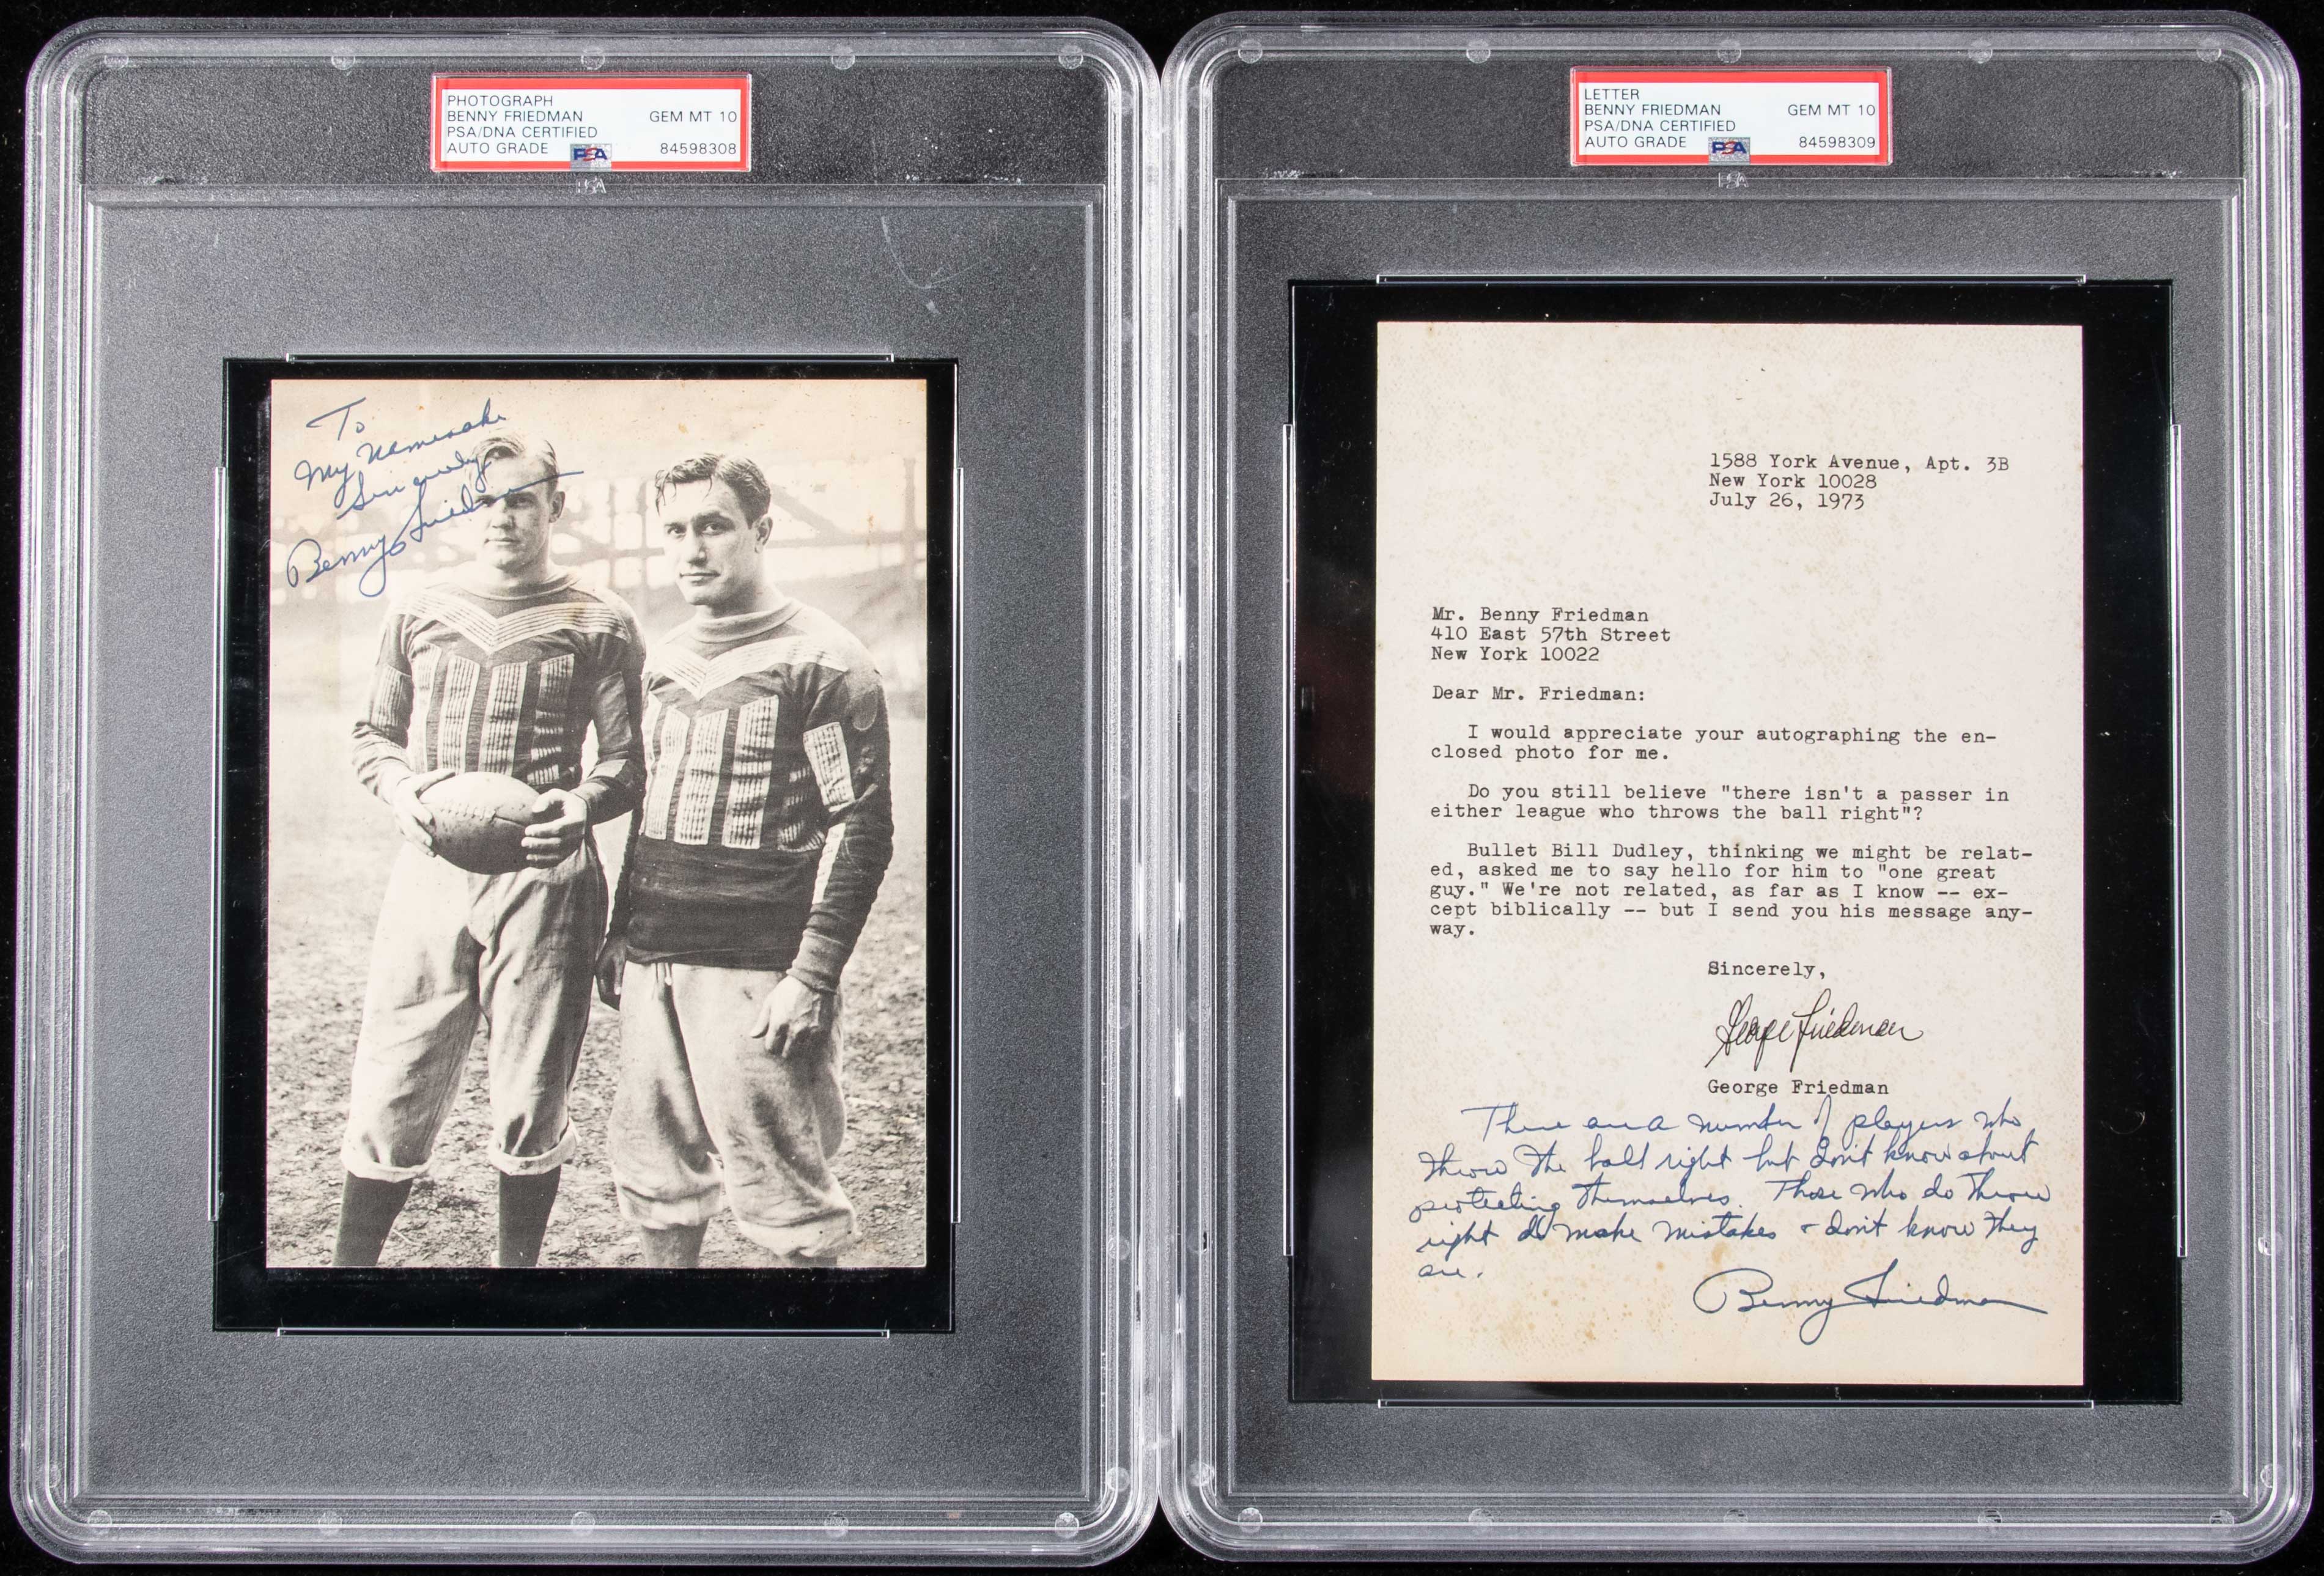 PHOTOGRAPH
BENNY FRIEDMAN GEM MT 10
PSA/DNA CERTIFIED
AUTO GRADE PSA 84598308
PSA
To
My Namesake
Sincerely
Benny Friedman
LETTER
BENNY FRIEDMAN GEM MT 10
PSA/DNA CERTIFIED
AUTO GRADE PSA 84598309
PSA
1588 York Avenue, Apt. 3B
New York 10028
July 26, 1973
Mr. Benny Friedman
410 East 57th Street
New York 10022
Dear Mr. Friedman:
I would appreciate your autographing the en-
closed photo for me.
Do you still believe "there isn't a passer in
either league who throws the ball right"?
Bullet Bill Dudley, thinking we might be relat-
ed, asked me to say hello for him to "one great
guy." We're not related, as far as I know -- ex-
cept biblically -- but I send you his message any-
way.
Sincerely,
George Friedman
George Friedman
There are a number of players who
throw the ball right but don't know about
protecting themselves. Those who do throw
right do make mistakes & don't know they
are.
Benny Friedman